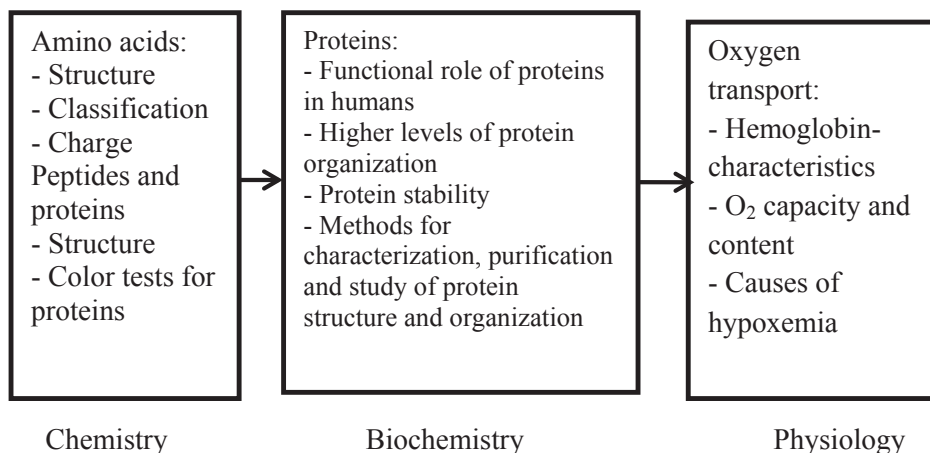 Amino acids:
- Structure
- Classification
- Charge
Peptides and
proteins
- Structure
- Color tests for
proteins
Proteins:
- Functional role of proteins
in humans
- Higher levels of protein
organization
- Protein stability
- Methods for
characterization, purification
and study of protein
structure and organization
Oxygen
transport:
- Hemoglobin-
characteristics
- O₂ capacity and
content
- Causes of
hypoxemia
Chemistry
Biochemistry
Physiology